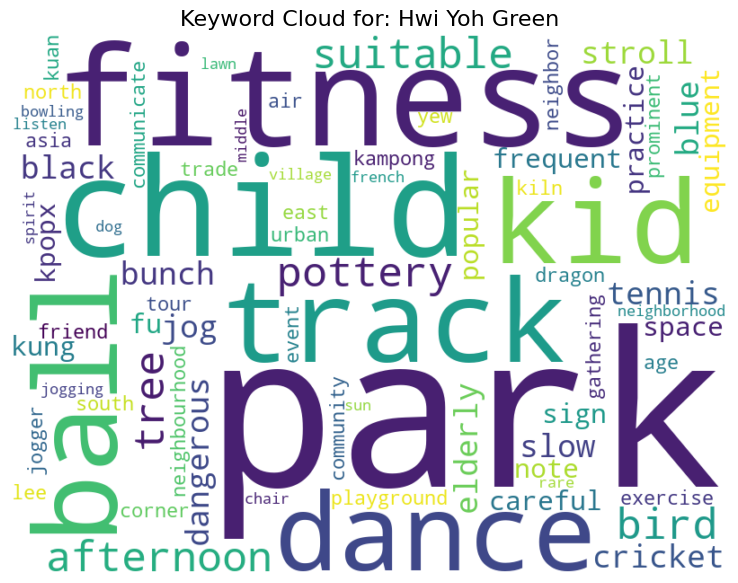 Keyword Cloud for: Hwi Yoh Green
kuan
lawn
fitness
suitable
neighbor
stroll
north
communicate
middle
air
yew
practice
prominent
blue
equipment
bowling
listen
asia
black
trade
kampong
frequent
village
french
child
kiln
kid
spirit
kpopx
dog
east
urban
popular
bunch
pottery
dragon
ball
tour
track
tennis
neighborhood
fu
jog
event
gathering
space
friend
kung
tree
age
jogging
south
neighbourhood
dangerous
park
community
sun
elderly
sign
jogger
slow
note
rare
lee
corner
chair
playground
careful
exercise
afternoon
dance
bird
cricket